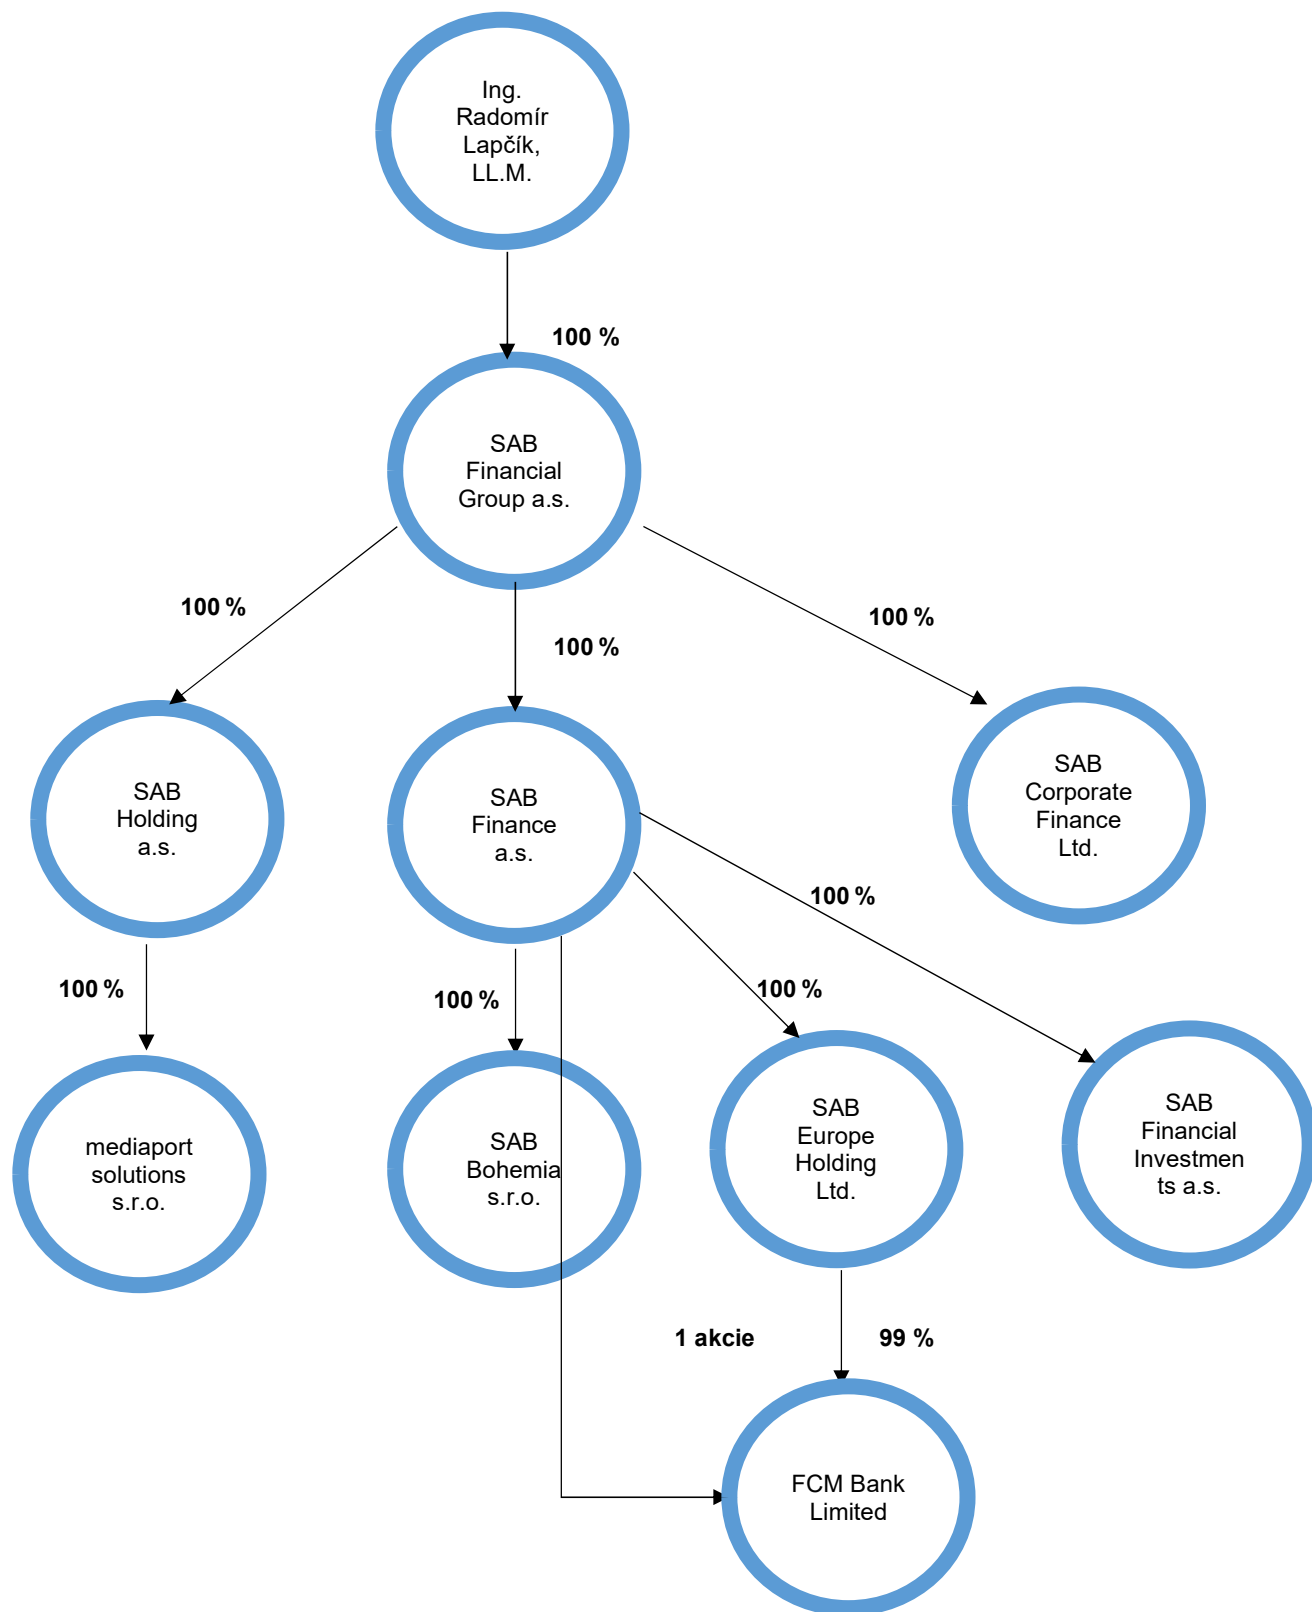 Ing.
Radomír
Lapčík,
LL.M.
100 %
SAB
Financial
Group a.s.
100 %
100 %
100 %
SAB
Holding
a.s.
SAB
Finance
a.s.
SAB
Corporate
Finance
Ltd.
100 %
100 %
100 %
100 %
mediaport
solutions
s.r.o.
SAB
Bohemia
s.r.o.
SAB
Europe
Holding
Ltd.
SAB
Financial
Investmen
ts a.s.
1 akcie
99 %
FCM Bank
Limited